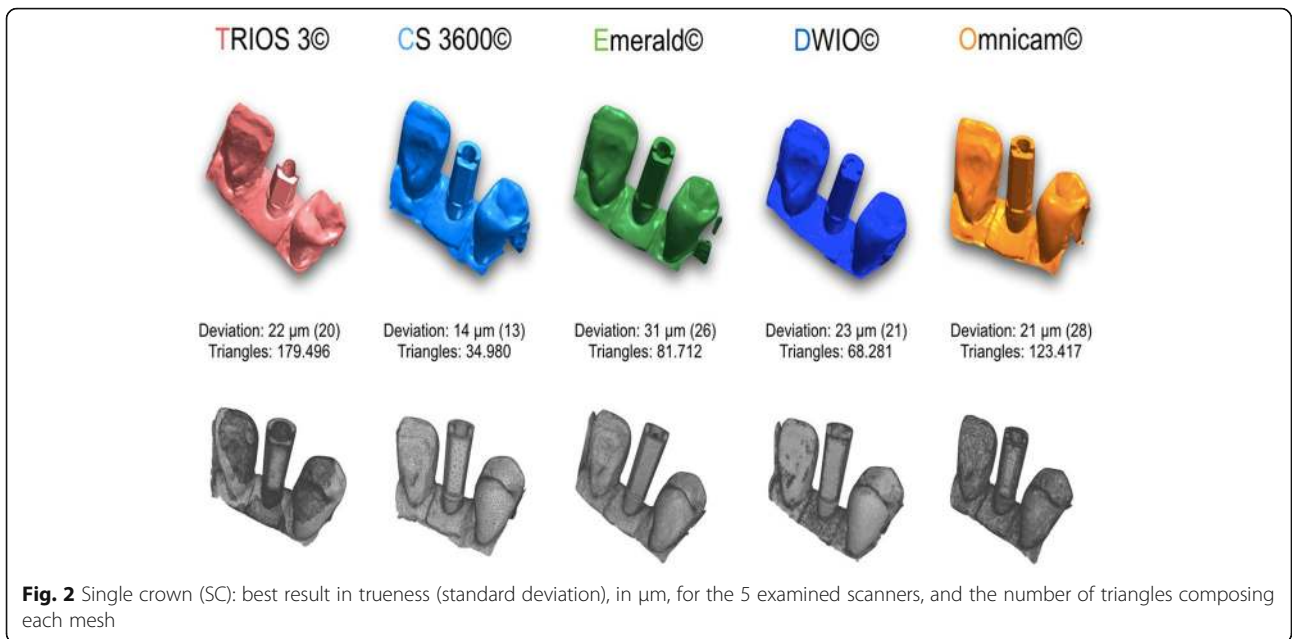 TRIOS 3© CS 3600© Emerald© DWIO© Omnicam©
Deviation: 22 µm (20) Deviation: 14 µm (13) Deviation: 31 µm (26) Deviation: 23 µm (21) Deviation: 21 µm (28)
Triangles: 179.496 Triangles: 34.980 Triangles: 81.712 Triangles: 68.281 Triangles: 123.417
Fig. 2 Single crown (SC): best result in trueness (standard deviation), in µm, for the 5 examined scanners, and the number of triangles composing
each mesh